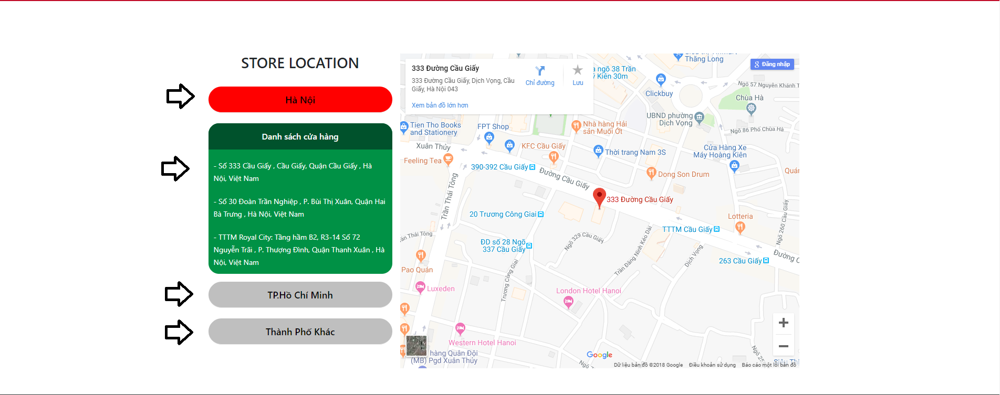 STORE LOCATION
Hà Nội
Danh sách cửa hàng
- Số 333 Cầu Giấy , Cầu Giấy, Quận Cầu Giấy , Hà
Nội, Việt Nam
- Số 30 Đoàn Trần Nghiệp , P. Bùi Thị Xuân, Quận Hai
Bà Trưng , Hà Nội, Việt Nam
- TTTM Royal City: Tầng hầm B2, R3-14 Số 72
Nguyễn Trãi , P. Thượng Đình, Quận Thanh Xuân , Hà
Nội, Việt Nam
TP.Hồ Chí Minh
Thành Phố Khác
333 Đường Cầu Giấy
333 Đường Cầu Giấy, Dịch Vọng, Cầu
Giấy, Hà Nội 043
Xem bản đồ lớn hơn
Chỉ đường
Lưu
Đăng nhập
Thăng Long
ngõ 38 Trần
Kiên 30m
Clickbuy
Ngõ 57 Nguyễn Khánh T
Chùa Hà
UBND phường
Dịch Vọng
Ngõ 86 Phố Chùa Hà
Tien Tho Books
and Stationery
FPT Shop
Nhà hàng Hải
sản Muối Ớt
Xuân Thủy
KFC Cầu Giấy
Cửa Hàng Xe
Máy Hoàng Kiên
Thời trang Nam 3S
Feeling Tea
390-392 Cầu Giấy
Đường Cầu Giấy
Dong Son Drum
Quán
Trần Thái Tông
333 Đường Cầu Giấy
20 Trương Công Giai
Lotteria
Ngõ 260 Cầu Giấy
TTTM Cầu Giấy
rần Thái Tông
Ngõ 329 Cầu Giấy
ĐD số 28 Ngõ
337 Cầu Giấy
Trần Đăng Ninh Kéo Dài
Dịch Vọng
263 Cầu Giấy
Đường C
Pao Quán
Trương Công Giai
Luxeden
London Hotel Hanoi
Western Hotel Hanoi
hàng Quân Đội
(MB) Pgd Xuân Thủy
Google
Siêu Thị
Dữ liệu bản đồ ©2018 Google
Điều khoản sử dụng
Báo cáo một lỗi bản đồ